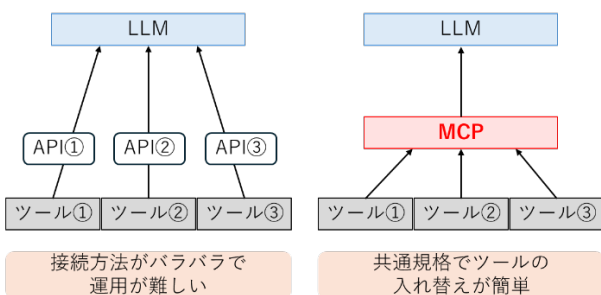 LLM
API①
API②
API③
ツール①
ツール②
ツール③
接続方法がバラバラで
運用が難しい
LLM
MCP
ツール①
ツール②
ツール③
共通規格でツールの
入れ替えが簡単